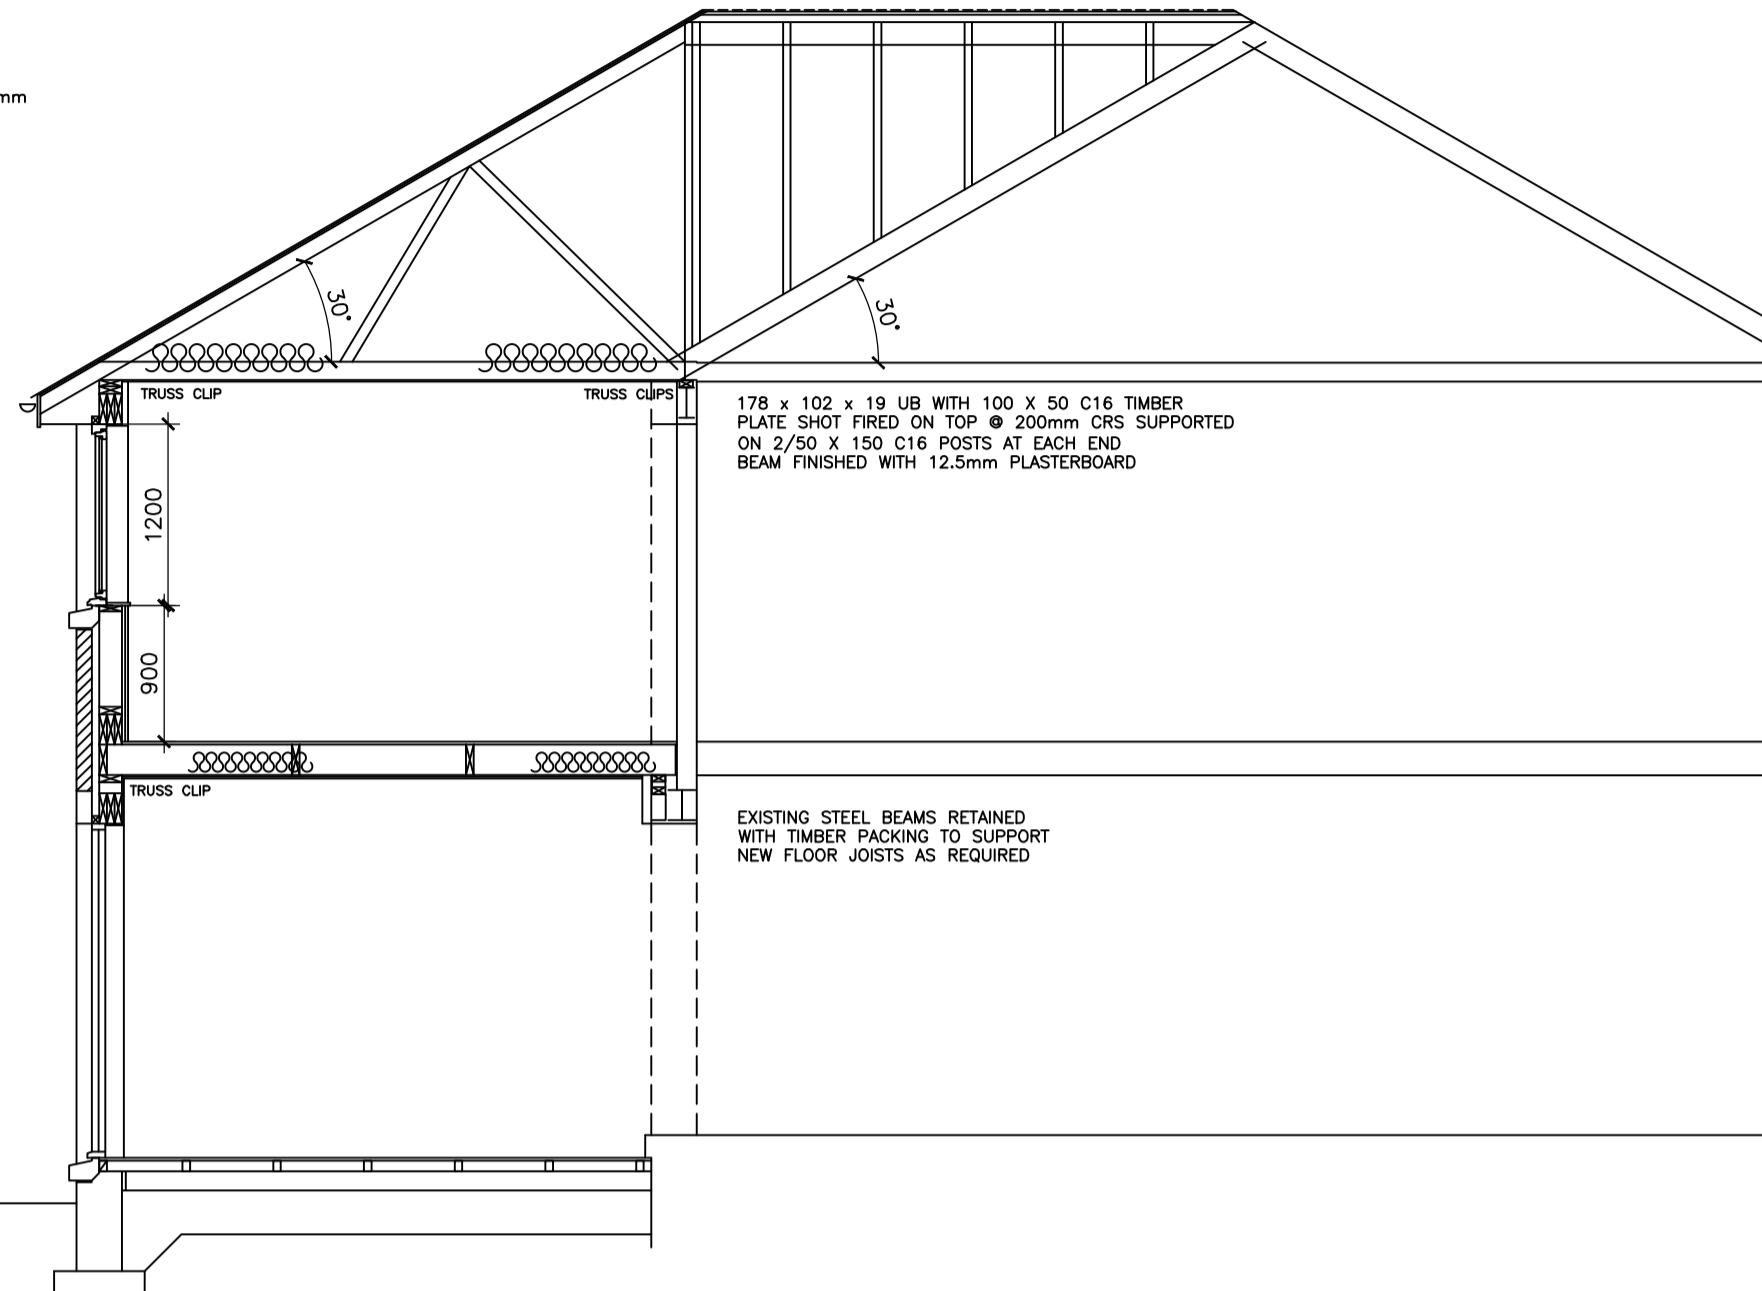 mm
30°
30°
TRUSS CLIP
TRUSS CLIPS
178 x 102 x 19 UB WITH 100 X 50 C16 TIMBER
PLATE SHOT FIRED ON TOP @ 200mm CRS SUPPORTED
ON 2/50 X 150 C16 POSTS AT EACH END
BEAM FINISHED WITH 12.5mm PLASTERBOARD
1200
900
TRUSS CLIP
EXISTING STEEL BEAMS RETAINED
WITH TIMBER PACKING TO SUPPORT
NEW FLOOR JOISTS AS REQUIRED